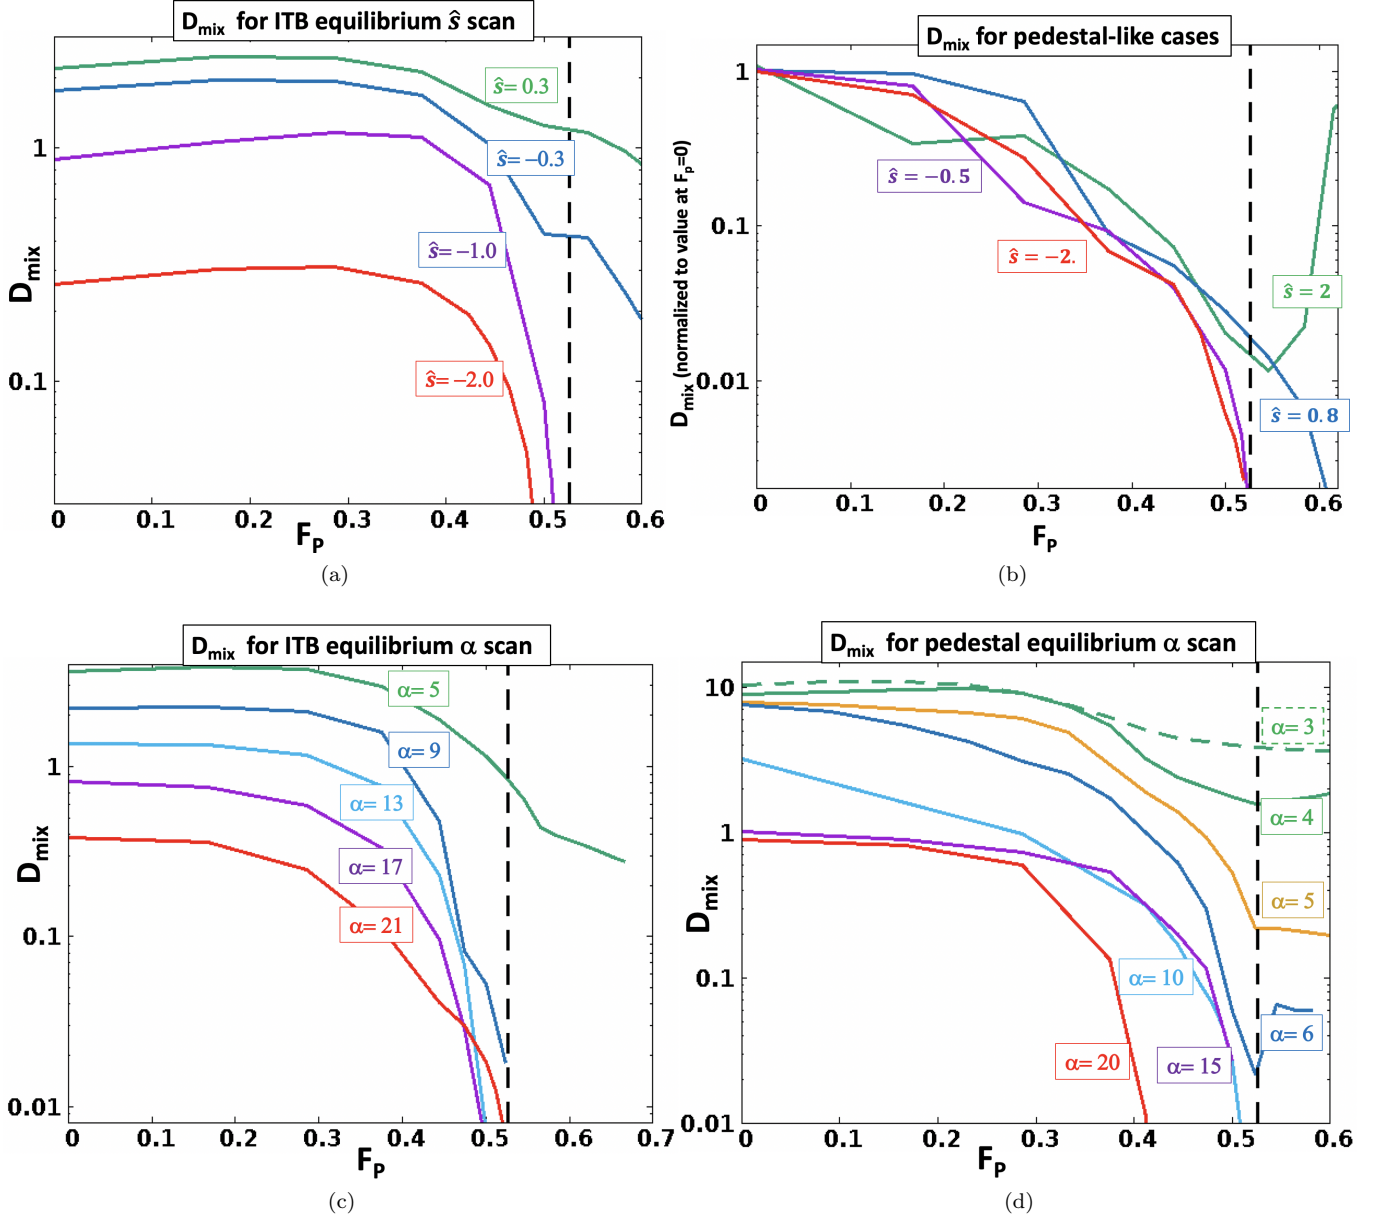 D_mix for ITB equilibrium ŝ scan
D_mix
1
0.1
ŝ= 0.3
ŝ= −0.3
ŝ= −1.0
ŝ= −2.0
0 0.1 0.2 0.3 0.4 0.5 0.6
F_P
(a)
D_mix for pedestal-like cases
D_mix (normalized to value at F_p=0)
1
0.1
0.01
ŝ = −0.5
ŝ = −2.
ŝ = 2
ŝ = 0.8
0 0.1 0.2 0.3 0.4 0.5 0.6
F_P
(b)
D_mix for ITB equilibrium α scan
D_mix
1
0.1
0.01
α= 5
α= 9
α= 13
α= 17
α= 21
0 0.1 0.2 0.3 0.4 0.5 0.6 0.7
F_P
(c)
D_mix for pedestal equilibrium α scan
D_mix
10
1
0.1
0.01
α= 3
α= 4
α= 5
α= 10
α= 6
α= 20
α= 15
0 0.1 0.2 0.3 0.4 0.5 0.6
F_P
(d)